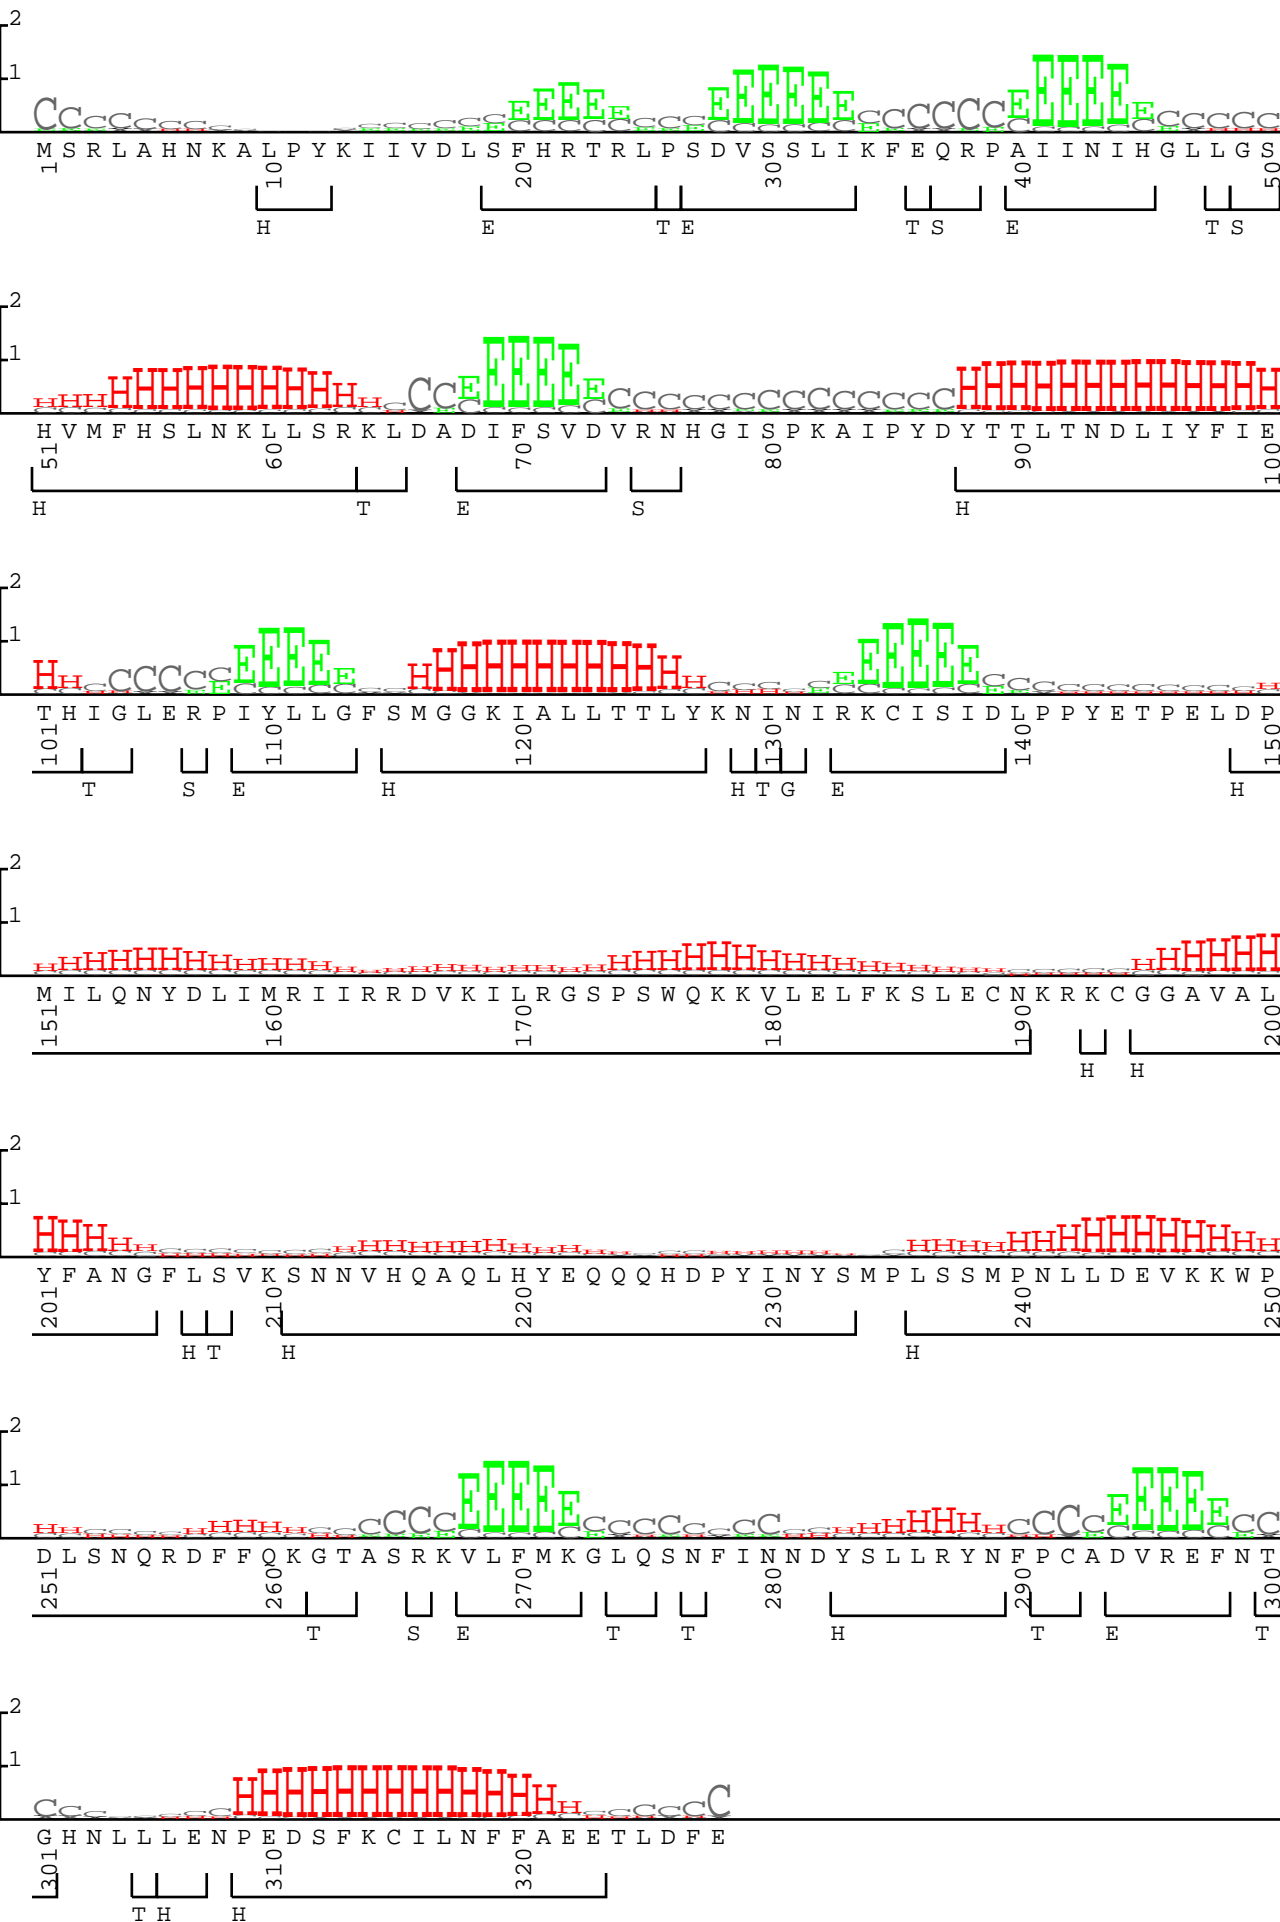 2
1
M S R L A H N K A L P Y K I I V D L S F H R T R L P S D V S S L I K F E Q R P A I I N I H G L L G S
1 10 20 30 40 50
H E T E T S E T S
2
1
H V M F H S L N K L L S R K L D A D I F S V D V R N H G I S P K A I P Y D Y T T L T N D L I Y F I E
51 60 70 80 90 100
H T E S H
2
1
T H I G L E R P I Y L L G F S M G G K I A L L T T L Y K N I N I R K C I S I D L P P Y E T P E L D P
101 110 120 130 140 150
T S E H H T G E H
2
1
M I L Q N Y D L I M R I I R R D V K I L R G S P S W Q K K V L E L F K S L E C N K R K C G G A V A L
151 160 170 180 190 200
H H
2
1
Y F A N G F L S V K S N N V H Q A Q L H Y E Q Q Q H D P Y I N Y S M P L S S M P N L L D E V K K W P
201 210 220 230 240 250
H T H H
2
1
D L S N Q R D F F Q K G T A S R K V L F M K G L Q S N F I N N D Y S L L R Y N F P C A D V R E F N T
251 260 270 280 290 300
T S E T T H T E T
2
1
G H N L L L E N P E D S F K C I L N F F A E E T L D F E
301 310 320
T H H